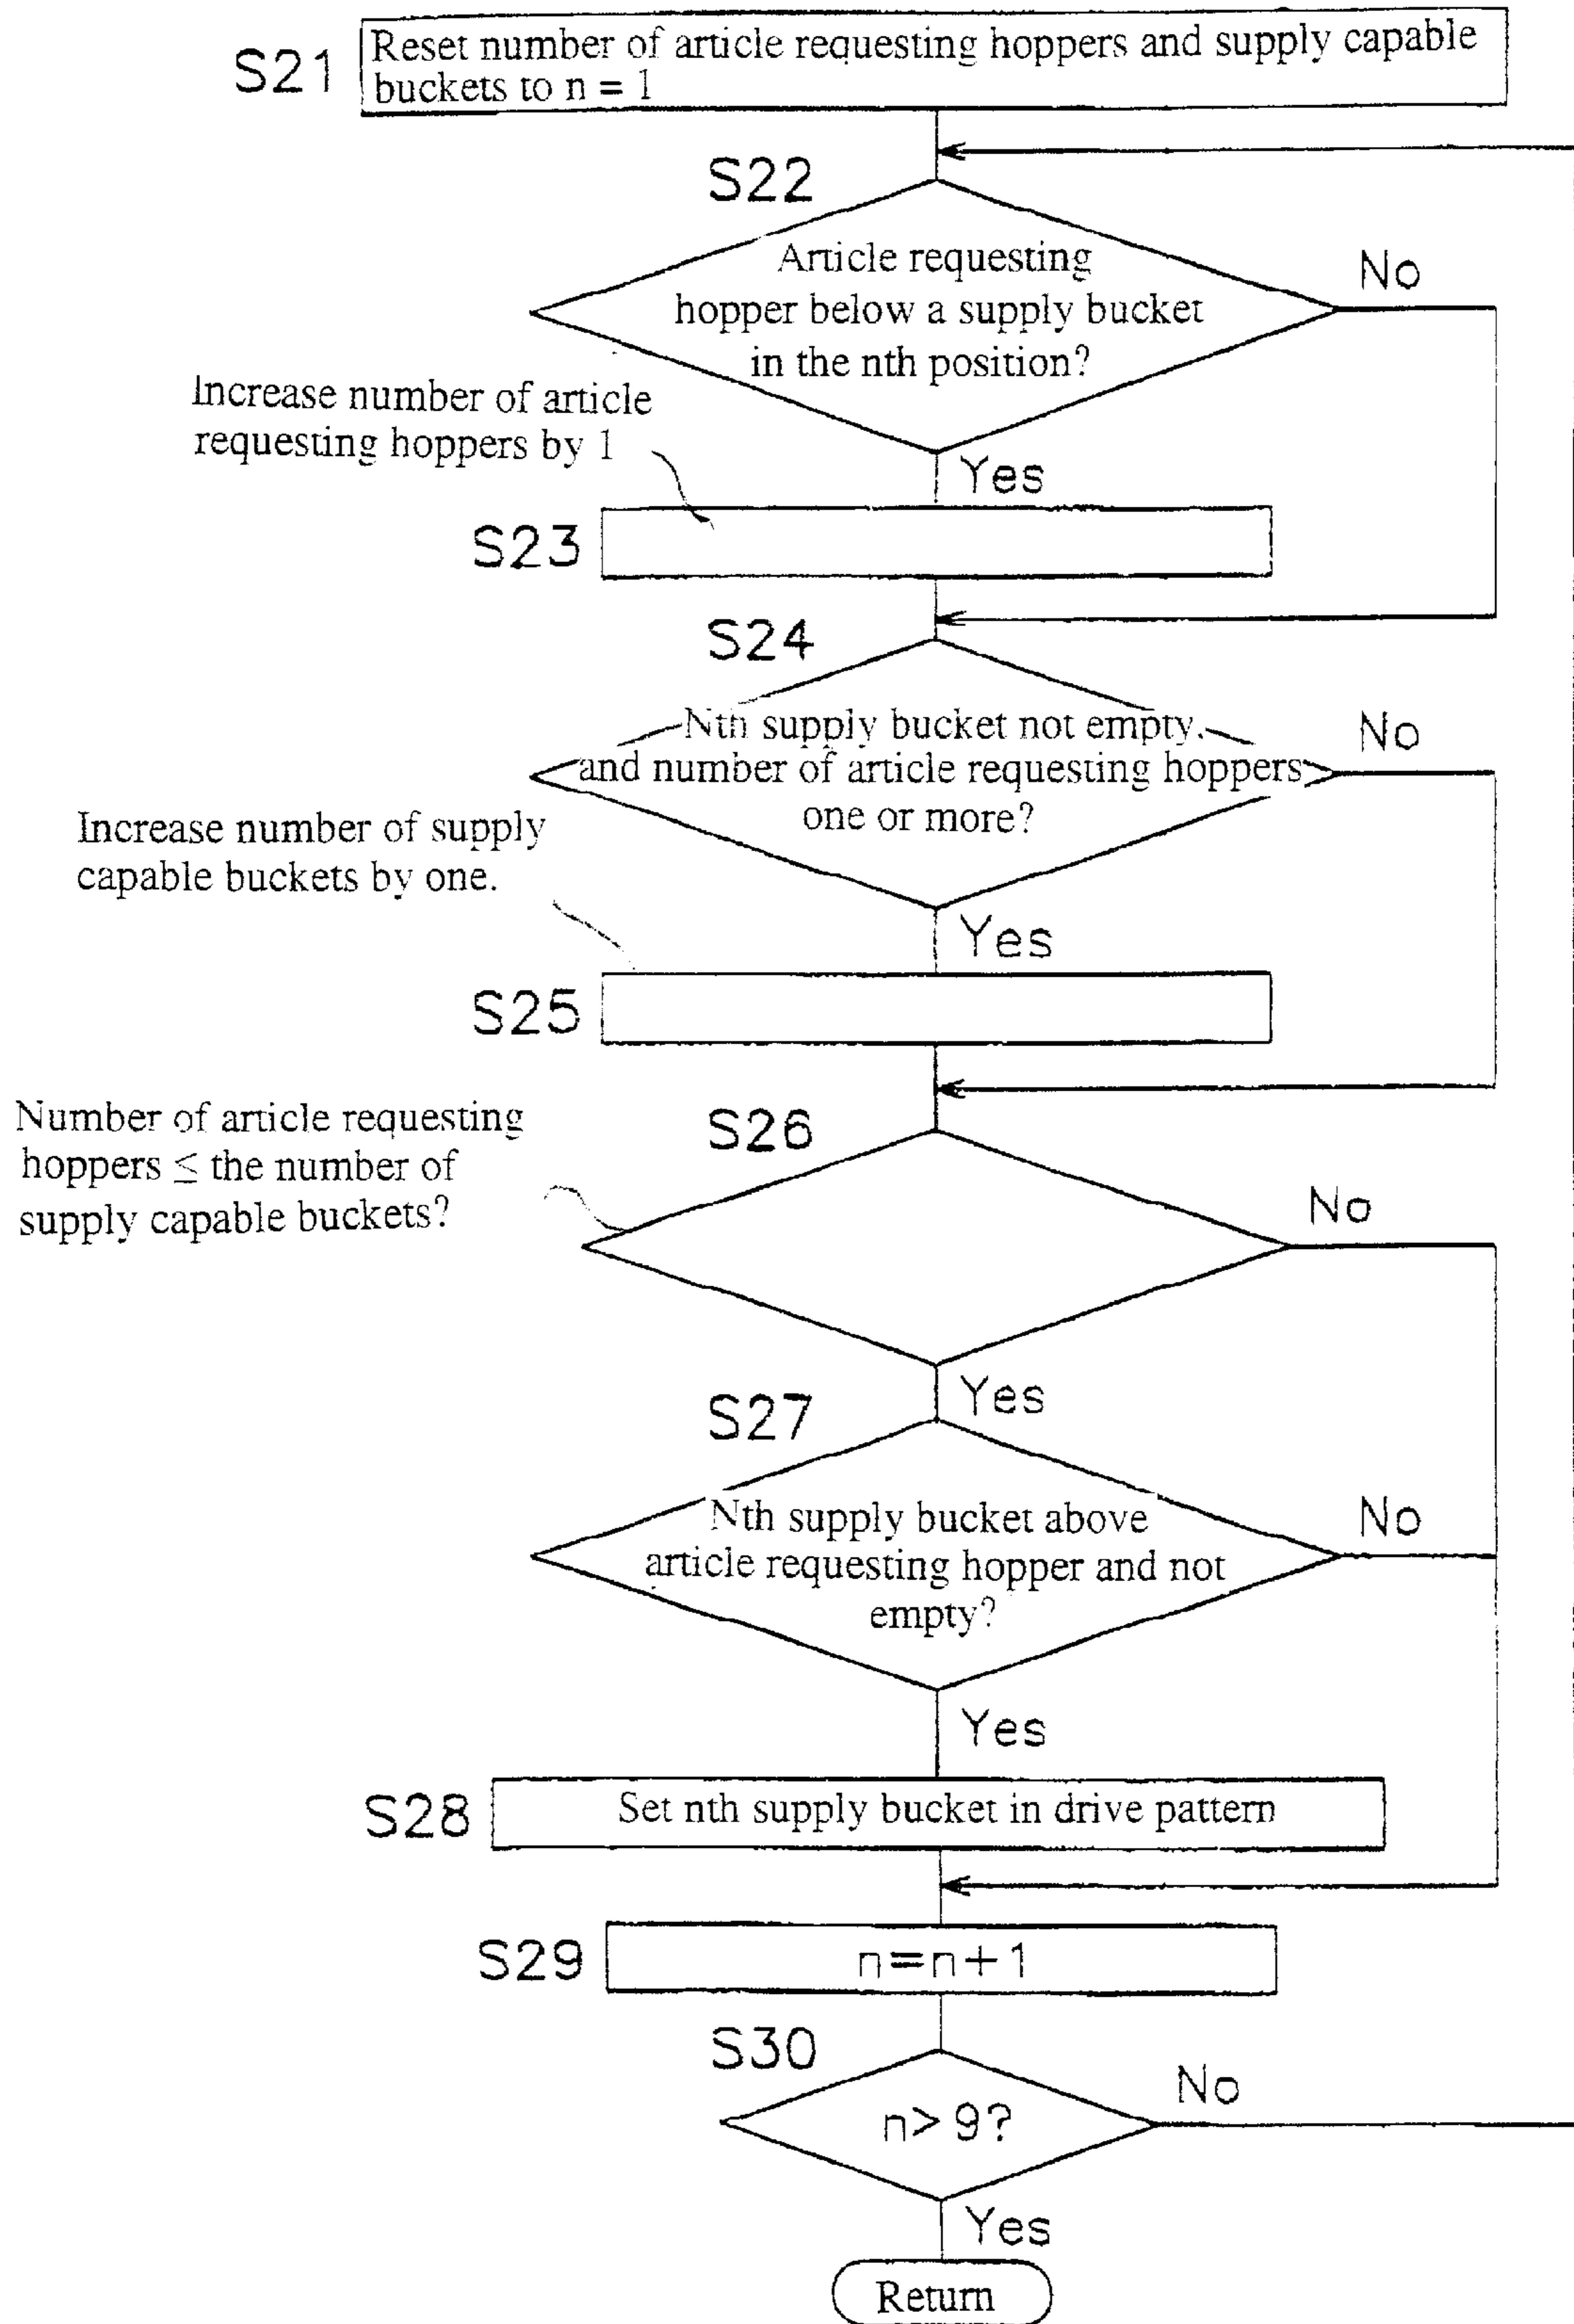 S21
Reset number of article requesting hoppers and supply capable
buckets to n = 1
S22
Article requesting
hopper below a supply bucket
in the nth position?
No
Increase number of article
requesting hoppers by 1
Yes
S23
S24
Nth supply bucket not empty,
and number of article requesting hoppers
one or more?
No
Increase number of supply
capable buckets by one.
Yes
S25
Number of article requesting
hoppers ≤ the number of
supply capable buckets?
S26
No
Yes
S27
Nth supply bucket above
article requesting hopper and not
empty?
No
Yes
S28
Set nth supply bucket in drive pattern
S29
n=n+1
S30
n> 9?
No
Yes
Return